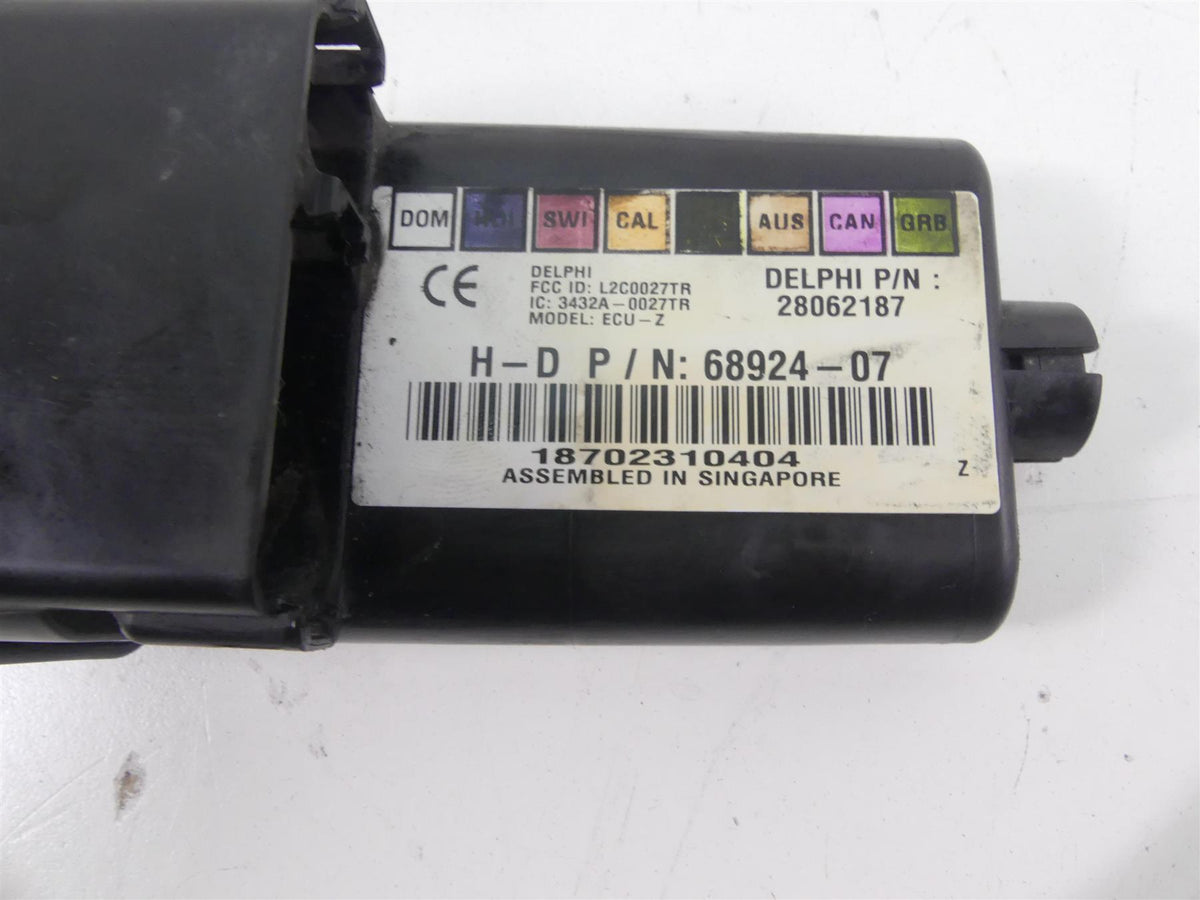 DOM HDI SWI CAL AUS CAN GRB
CE
DELPHI
FCC ID: L2C0027TR
IC: 3432A-0027TR
MODEL: ECU-Z
DELPHI P/N :
28062187
H-D P/N: 68924-07
18702310404
ASSEMBLED IN SINGAPORE
Z